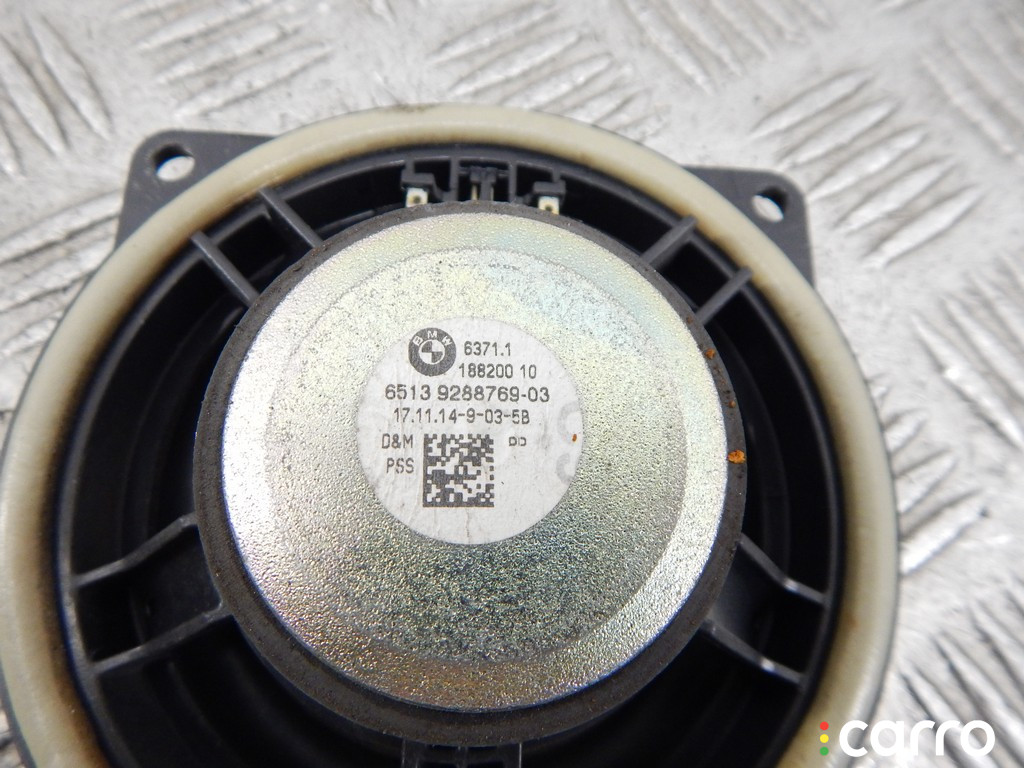 BMW
6371.1
188200 10
6513 9288769-03
17.11.14-9-03-5B
D&M
PSS
carro